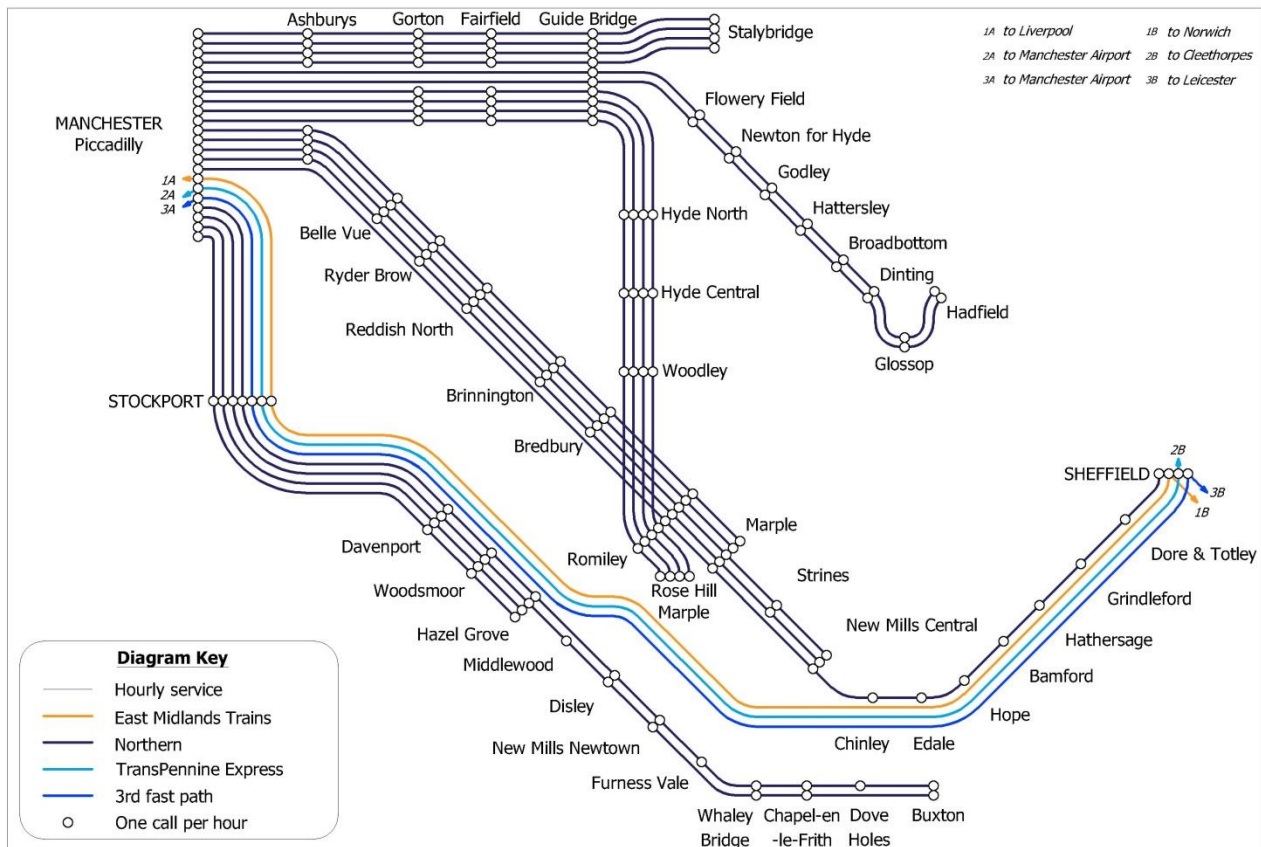 Ashburys
Gorton
Fairfield
Guide Bridge
Stalybridge
1A to Liverpool
1B to Norwich
2A to Manchester Airport
2B to Cleethorpes
3A to Manchester Airport
3B to Leicester
MANCHESTER
Piccadilly
1A
2A
3A
Flowery Field
Newton for Hyde
Godley
Hattersley
Broadbottom
Dinting
Hadfield
Glossop
Belle Vue
Ryder Brow
Reddish North
Brinnington
Bredbury
Hyde North
Hyde Central
Woodley
STOCKPORT
Romiley
Rose Hill
Marple
Marple
Strines
New Mills Central
Davenport
Woodsmoor
Hazel Grove
Middlewood
Disley
New Mills Newtown
Furness Vale
Whaley
Bridge
Chapel-en
-le-Frith
Dove
Holes
Buxton
Chinley
Edale
Hope
Bamford
Hathersage
Grindleford
Dore & Totley
SHEFFIELD
2B
3B
1B
Diagram Key
Hourly service
East Midlands Trains
Northern
TransPennine Express
3rd fast path
One call per hour